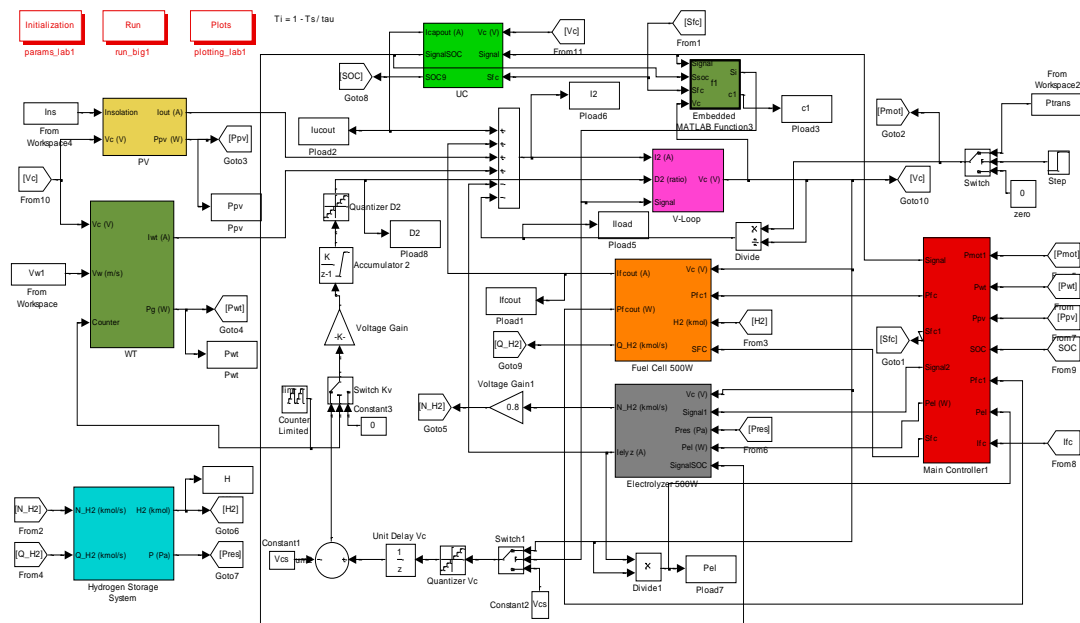 Initialization
params_lab1
Run
run_big1
Plots
plotting_lab1
Ti = 1 - Ts / tau
Icapout (A)
SignalSOC
SOC8
Vc (V)
Signal
Sfc
UC
[Vc]
From11
[Sfc]
From1
[SOC]
Goto8
Signal
Ssoc
Sfc
Vc
f1
Si
c1
Embedded
MATLAB Function3
I2
Pload6
c1
Pload3
[Pmot]
Goto2
From
Workspace2
Ptrans
Switch
Step
0
zero
Ins
From
Workspace4
Insolation
Vc (V)
Iout (A)
Ppv (W)
PV
[Ppv]
Goto3
Ppv
Ppv
Iucout
Pload2
[Vc]
From10
Vc (V)
Vw (m/s)
Counter
Iwt (A)
Pg (W)
WT
Vw1
From
Workspace
[Pwt]
Goto4
Pwt
Pwt
Quantizer D2
D2
Pload8
K
z-1
Accumulator 2
Voltage Gain
-K-
Switch Kv
Constant3
0
Counter
Limited
I2 (A)
D2 (ratio)
Signal
Vc (V)
V-Loop
[Vc]
Goto10
Iload
Pload5
Divide
Ifcout (A)
Pfcout (W)
Q_H2 (kmol/s)
Vc (V)
Pfc1
H2 (kmol)
SFC
Fuel Cell 500W
Ifcout
Pload1
[Q_H2]
Goto9
[H2]
From3
Voltage Gain1
0.8
[N_H2]
Goto5
N_H2 (kmol/s)
Ielyz (A)
Vc (V)
Signal1
Pres (Pa)
Pel (W)
SignalSOC
Electrolyzer 500W
[Pres]
From6
[Sfc]
Goto1
Signal
Pfc
Sfc1
Signal2
Pel (W)
Sfc
Pmot1
Pwt
Ppv
SOC
Pfc1
Pel
Ifc
Main Controller1
[Pmot]
[Pwt]
From
[Ppv]
From7
SOC
From9
Ifc
From8
[N_H2]
From2
[Q_H2]
From4
N_H2 (kmol/s)
Q_H2 (kmol/s)
H2 (kmol)
P (Pa)
Hydrogen Storage
System
H
[H2]
Goto6
[Pres]
Goto7
Constant1
Vcs
Unit Delay Vc
1
z
Quantizer Vc
Switch1
Constant2
Vcs
Divide1
Pel
Pload7